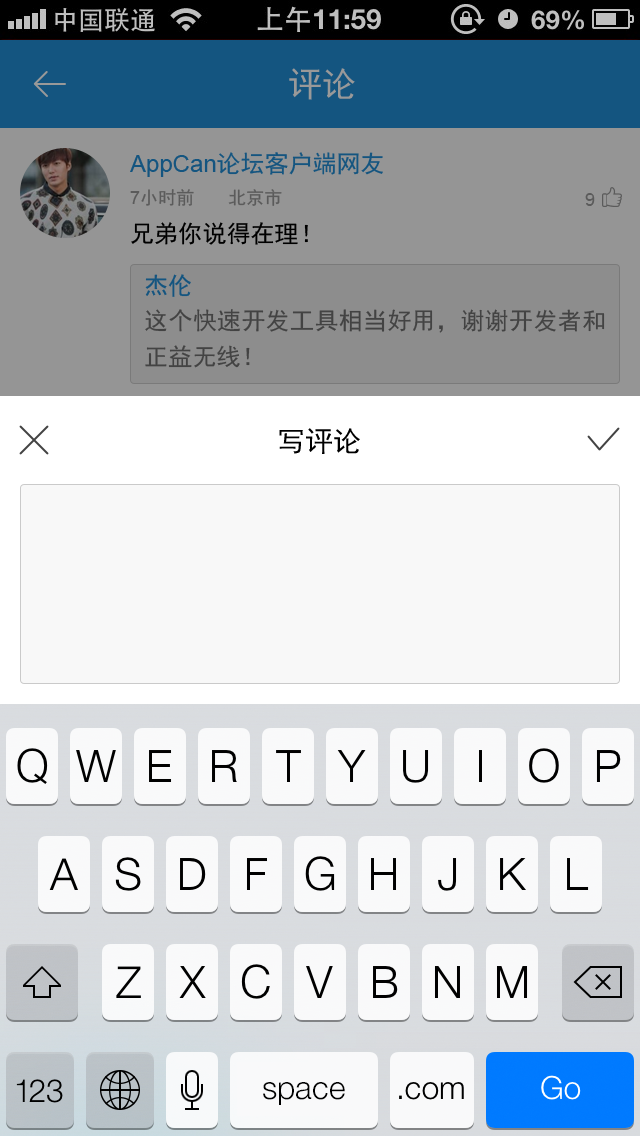 中国联通 上午11:59 69%
评论
AppCan论坛客户端网友
7小时前 北京市 9
兄弟你说得在理！
杰伦
这个快速开发工具相当好用，谢谢开发者和
正益无线！
写评论
Q W E R T Y U I O P
A S D F G H J K L
Z X C V B N M
123 space .com Go